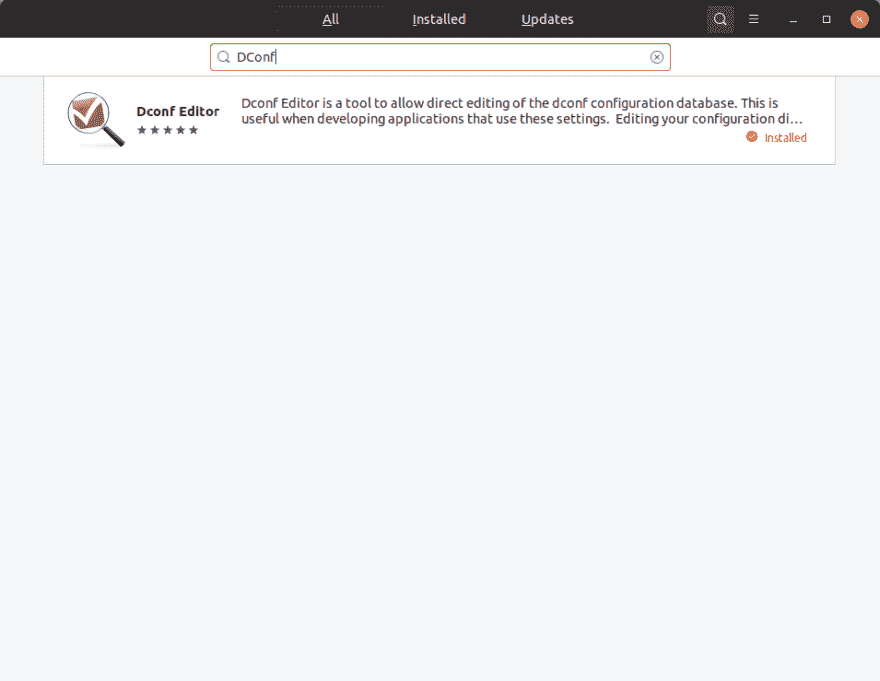 All Installed Updates
DConf
Dconf Editor
Dconf Editor is a tool to allow direct editing of the dconf configuration database. This is
useful when developing applications that use these settings. Editing your configuration di...
Installed